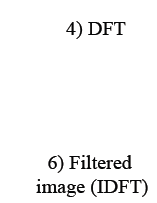 4) DFT
6) Filtered
image (IDFT)